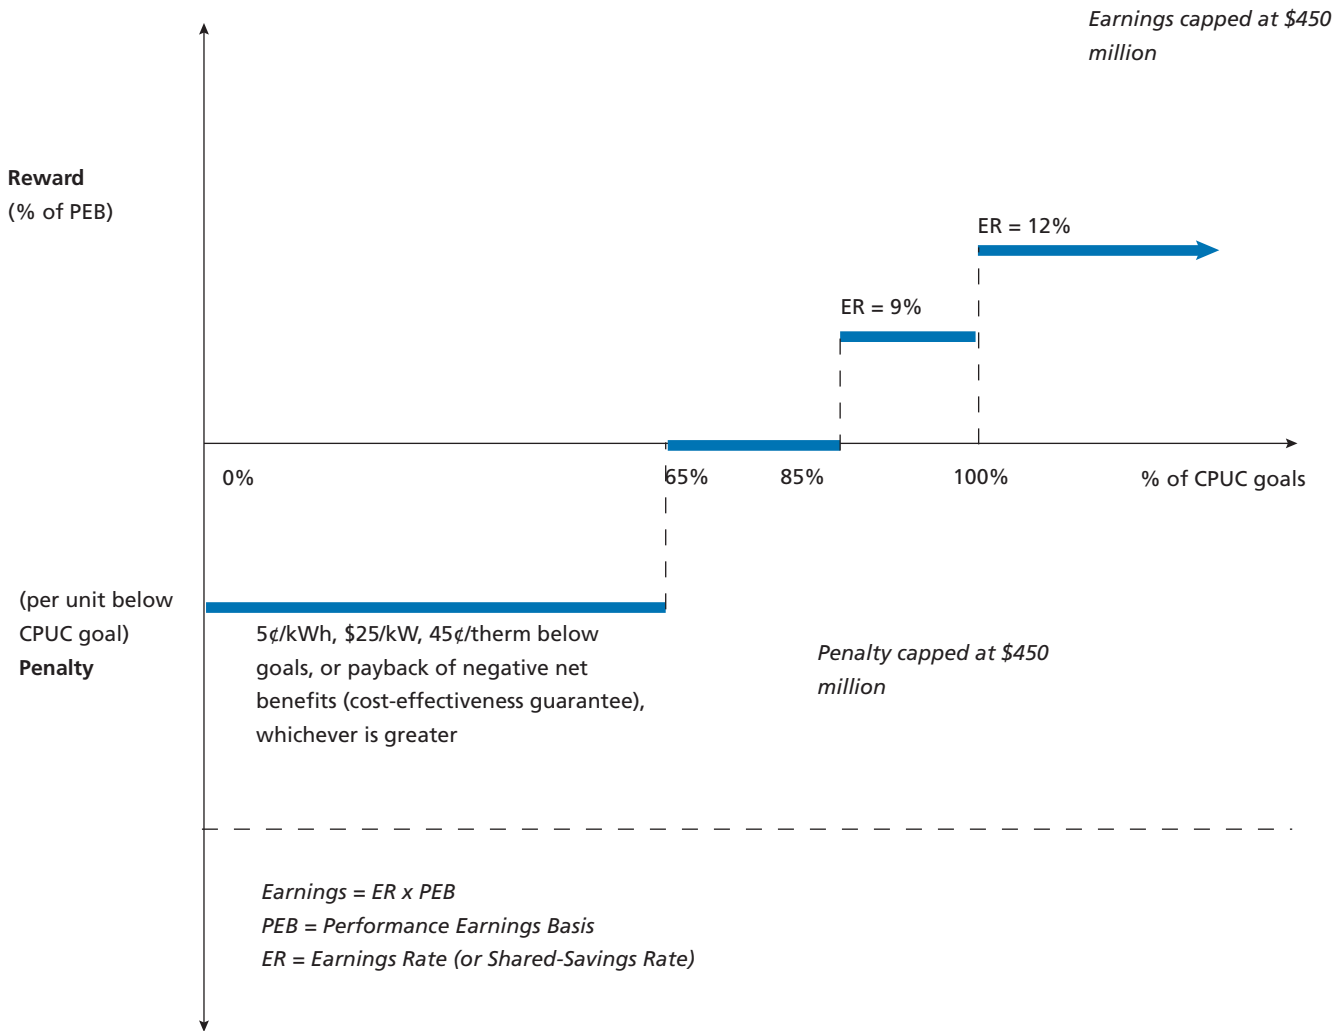 Earnings capped at $450
million
Reward
(% of PEB)
ER = 12%
ER = 9%
0%
65%
85%
100%
% of CPUC goals
(per unit below
CPUC goal)
Penalty
5¢/kWh, $25/kW, 45¢/therm below
goals, or payback of negative net
benefits (cost-effectiveness guarantee),
whichever is greater
Penalty capped at $450
million
Earnings = ER x PEB
PEB = Performance Earnings Basis
ER = Earnings Rate (or Shared-Savings Rate)